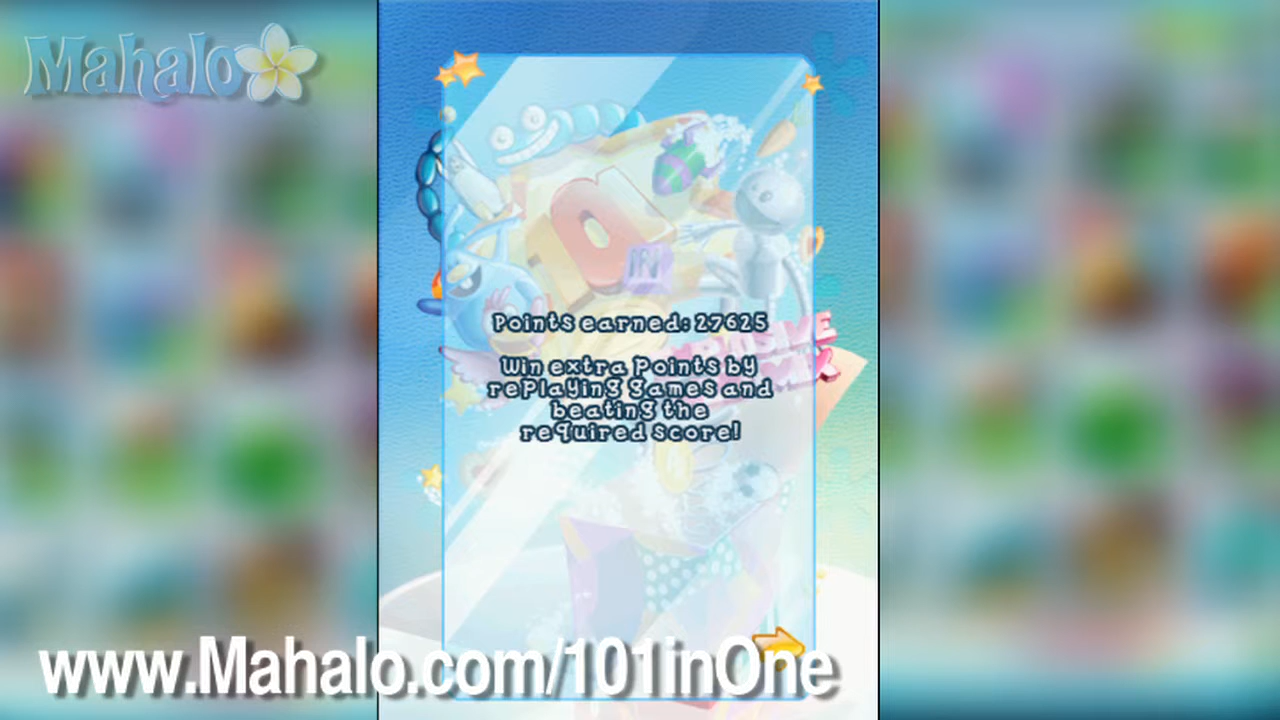 Mahalo
Points earned: 27625
Win extra Points by
rePlaying games and
beating the
required score!
www.Mahalo.com/101inOne